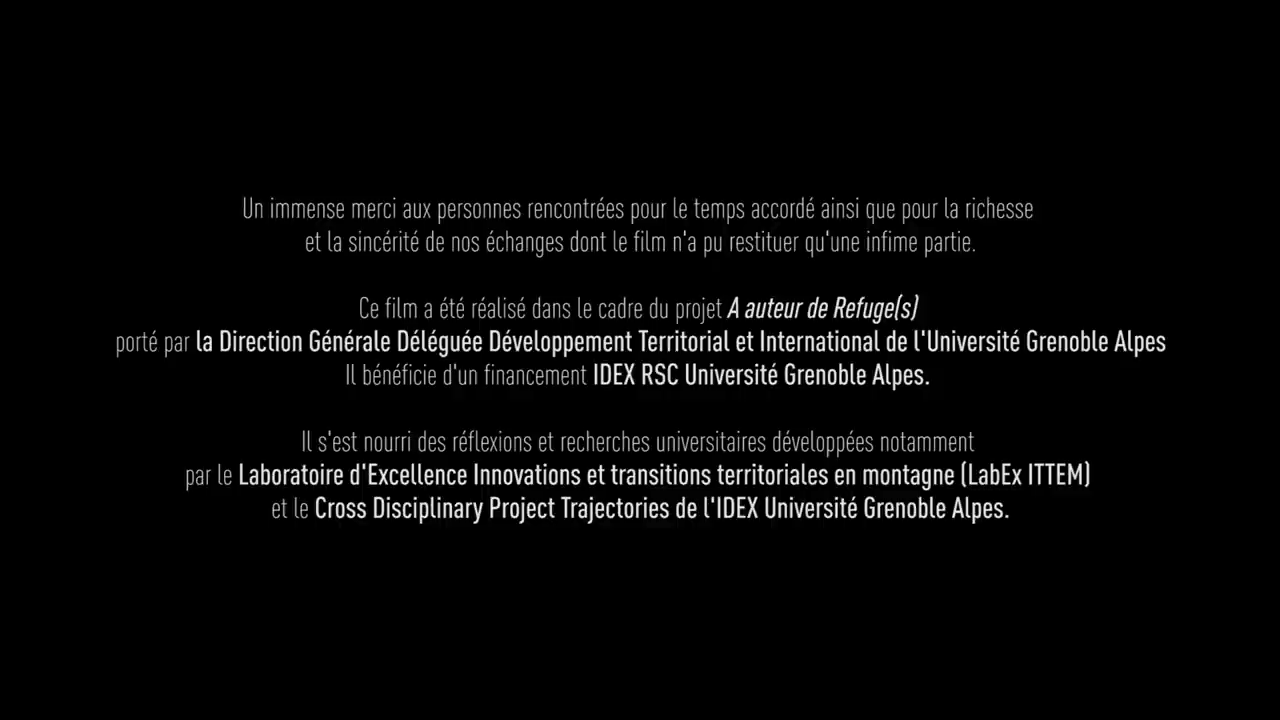 Un immense merci aux personnes rencontrées pour le temps accordé ainsi que pour la richesse
et la sincérité de nos échanges dont le film n'a pu restituer qu'une infime partie.
Ce film a été réalisé dans le cadre du projet A auteur de Refuge(s)
porté par la Direction Générale Déléguée Développement Territorial et International de l'Université Grenoble Alpes
Il bénéficie d'un financement IDEX RSC Université Grenoble Alpes.
Il s'est nourri des réflexions et recherches universitaires développées notamment
par le Laboratoire d'Excellence Innovations et transitions territoriales en montagne (LabEx ITTEM)
et le Cross Disciplinary Project Trajectories de l'IDEX Université Grenoble Alpes.